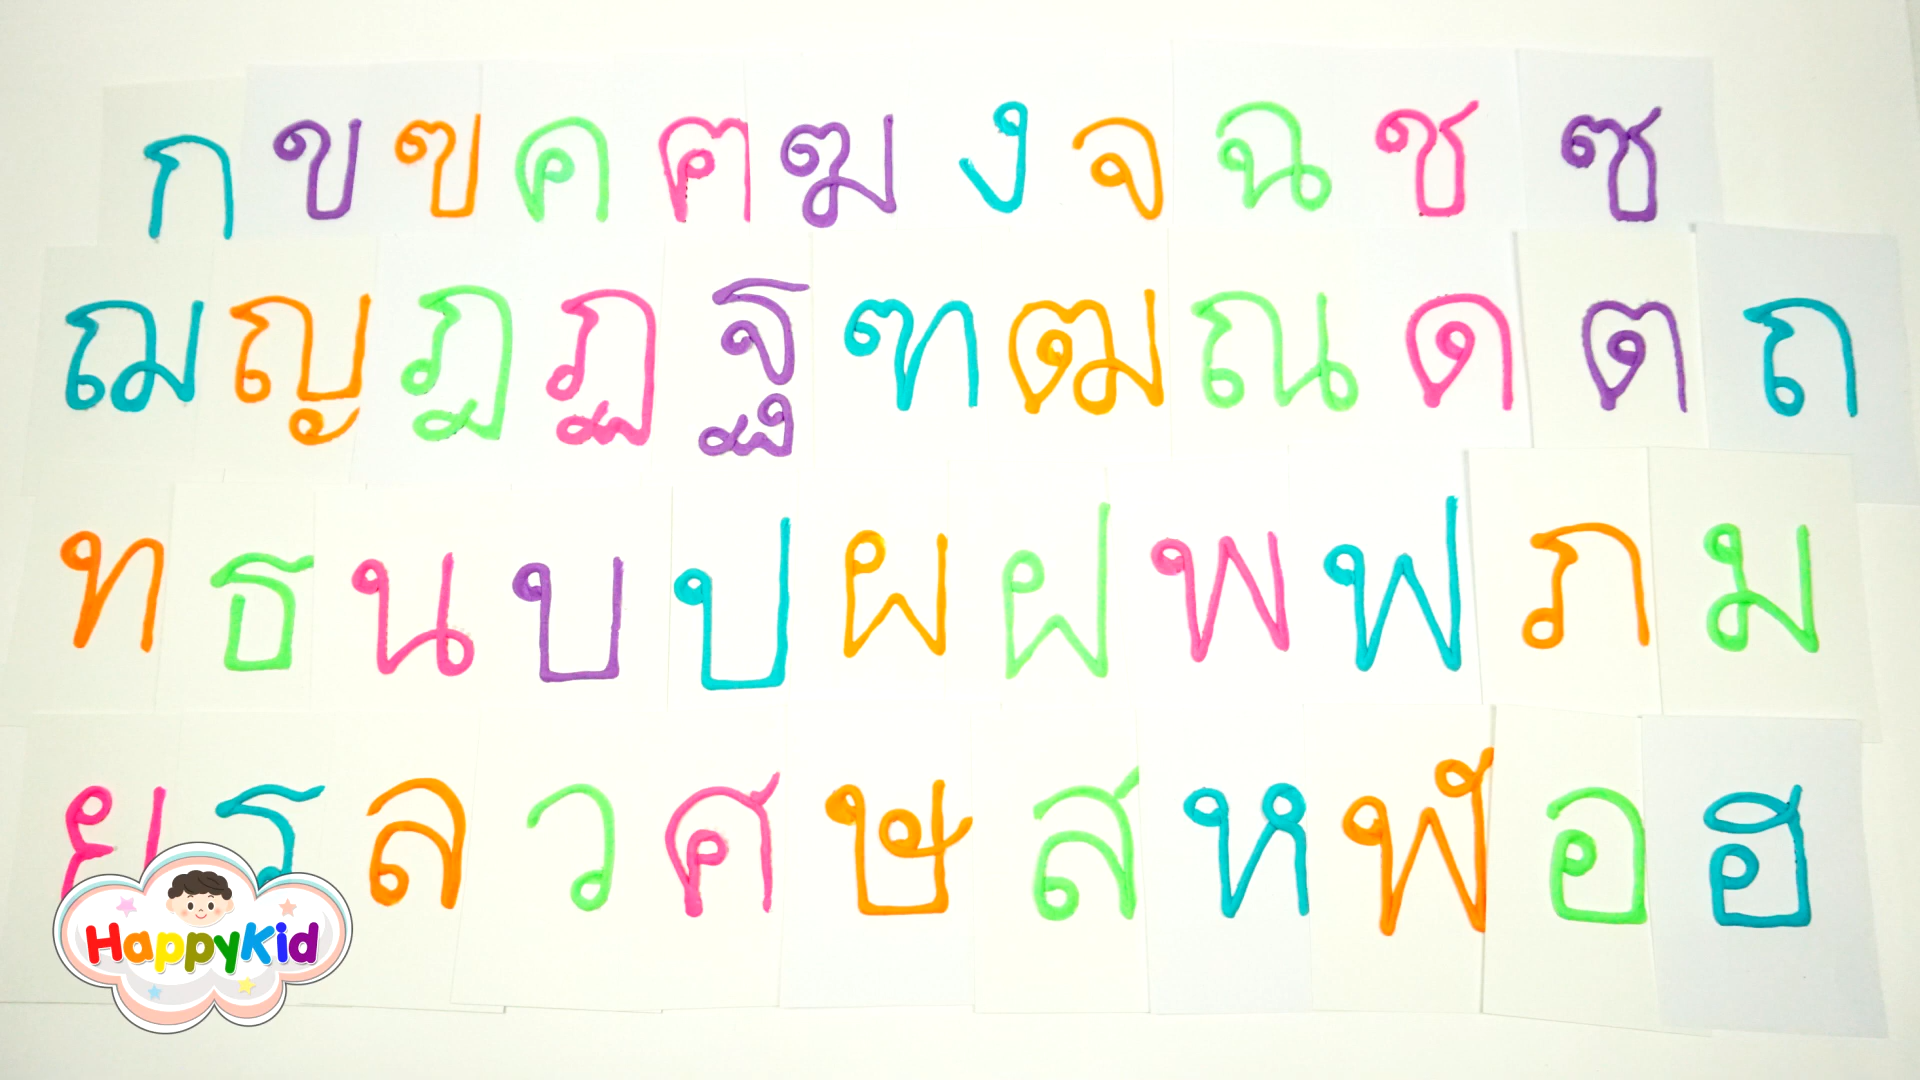 ก ข ฃ ค ฅ ฆ ง จ ฉ ช ซ
ฌ ญ ฎ ฏ ฐ ฑ ฒ ณ ด ต ถ
ท ธ น บ ป ผ ฝ พ ฟ ภ ม
ย ร ล ว ศ ษ ส ห ฬ อ ฮ
HappyKid